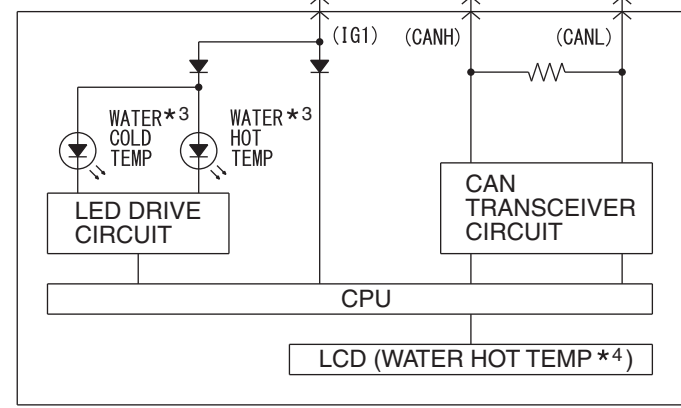 (IG1)
(CANH)
(CANL)
WATER*3
COLD
TEMP
WATER*3
HOT
TEMP
LED DRIVE
CIRCUIT
CAN
TRANSCEIVER
CIRCUIT
CPU
LCD (WATER HOT TEMP*4)